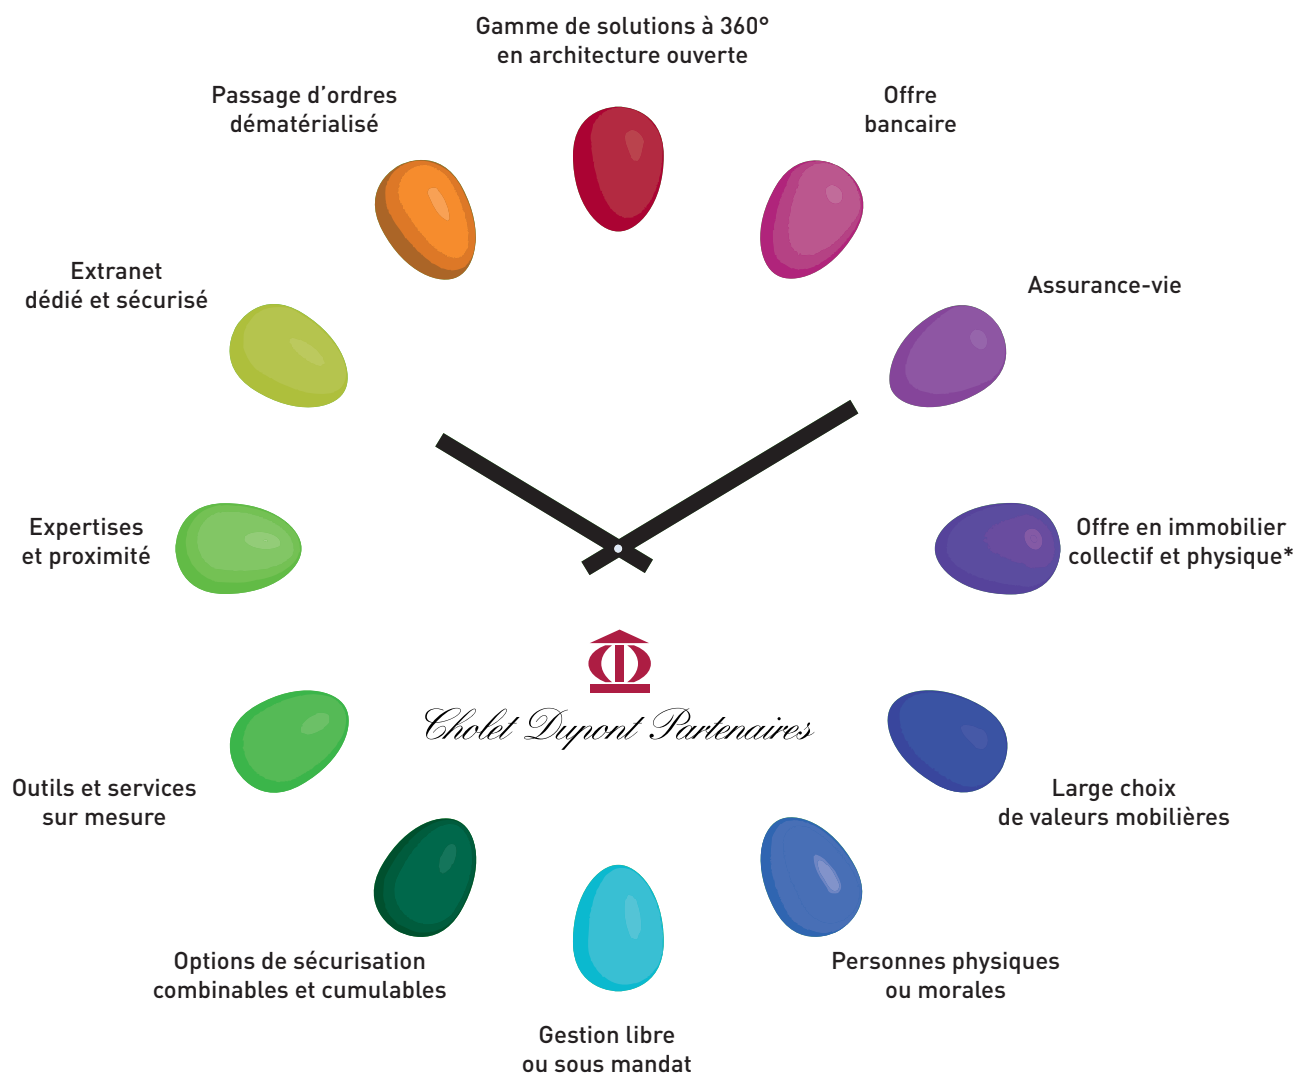 Gamme de solutions à 360°
en architecture ouverte
Passage d’ordres
dématérialisé
Offre
bancaire
Extranet
dédié et sécurisé
Assurance-vie
Expertises
et proximité
Offre en immobilier
collectif et physique*
Cholet Dupont Partenaires
Outils et services
sur mesure
Large choix
de valeurs mobilières
Options de sécurisation
combinables et cumulables
Personnes physiques
ou morales
Gestion libre
ou sous mandat